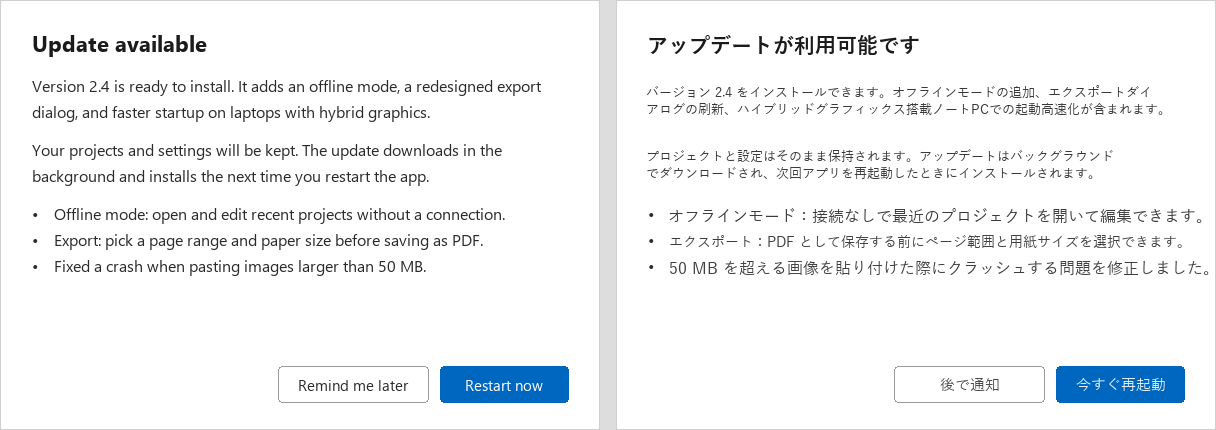 Update available
Version 2.4 is ready to install. It adds an offline mode, a redesigned export
dialog, and faster startup on laptops with hybrid graphics.
Your projects and settings will be kept. The update downloads in the
background and installs the next time you restart the app.
• Offline mode: open and edit recent projects without a connection.
• Export: pick a page range and paper size before saving as PDF.
• Fixed a crash when pasting images larger than 50 MB.
Remind me later
Restart now
アップデートが利用可能です
バージョン 2.4 をインストールできます。オフラインモードの追加、エクスポートダイ
アログの刷新、ハイブリッドグラフィックス搭載ノートPCでの起動高速化が含まれます。
プロジェクトと設定はそのまま保持されます。アップデートはバックグラウンド
でダウンロードされ、次回アプリを再起動したときにインストールされます。
• オフラインモード：接続なしで最近のプロジェクトを開いて編集できます。
• エクスポート：PDF として保存する前にページ範囲と用紙サイズを選択できます。
• 50 MB を超える画像を貼り付けた際にクラッシュする問題を修正しました。
後で通知
今すぐ再起動